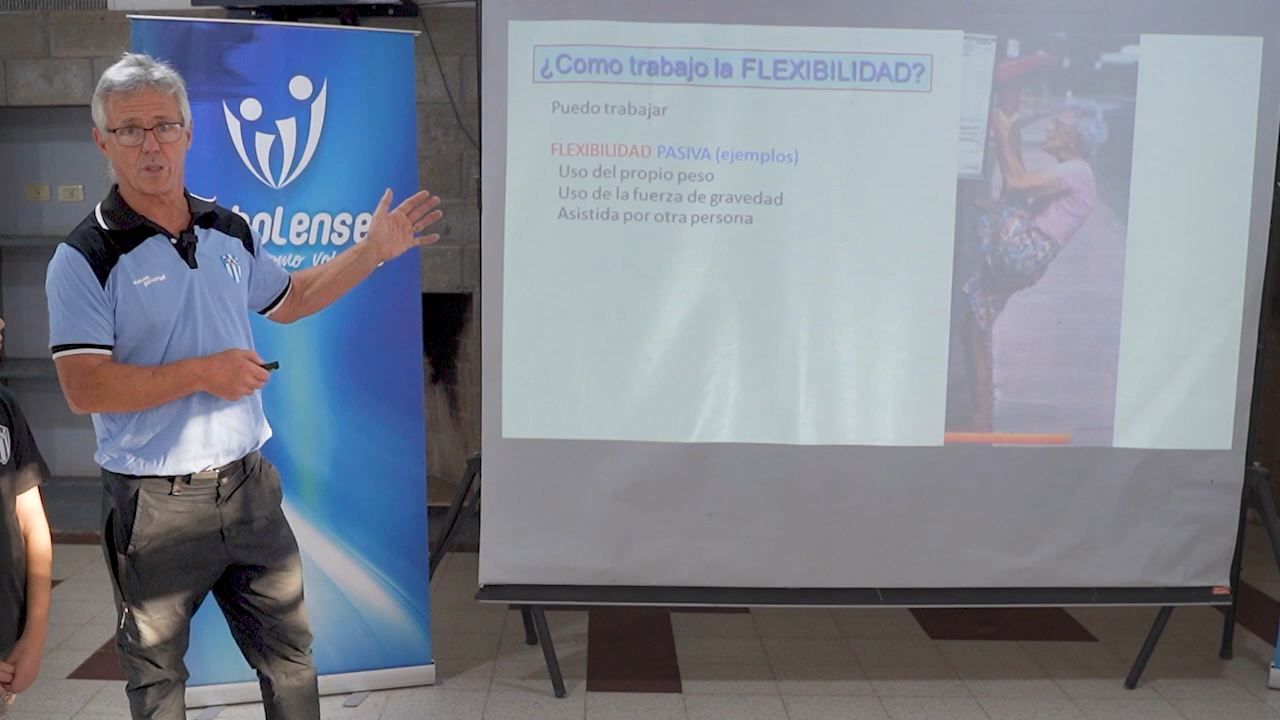 ¿Como trabajo la FLEXIBILIDAD?
Puedo trabajar
FLEXIBILIDAD PASIVA (ejemplos)
Uso del propio peso
Uso de la fuerza de gravedad
Asistida por otra persona